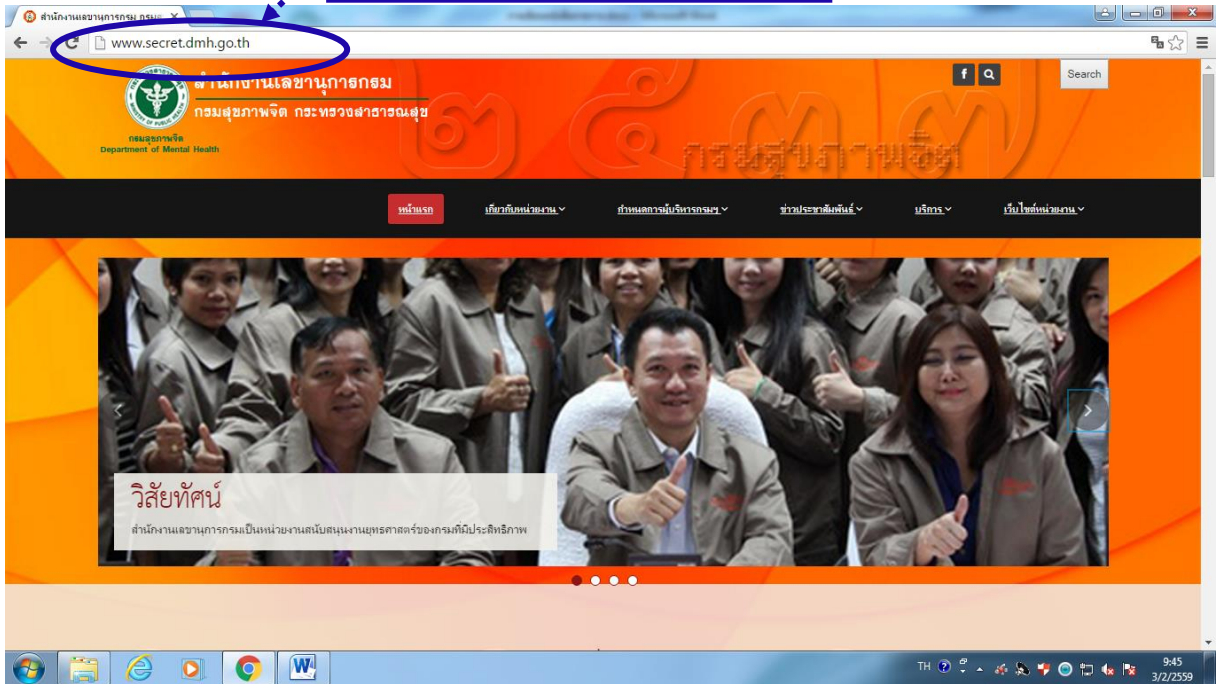 สำนักงานเลขานุการกรม กรมสุ
www.secret.dmh.go.th
สำนักงานเลขานุการกรม
กรมสุขภาพจิต กระทรวงสาธารณสุข
กรมสุขภาพจิต
Department of Mental Health
f
Search
๒๕๓๗
กรมสุขภาพจิต
หน้าแรก เกี่ยวกับหน่วยงาน กำหนดการผู้บริหารกรมฯ ข่าวประชาสัมพันธ์ บริการ เว็บไซต์หน่วยงาน
วิสัยทัศน์
สำนักงานเลขานุการกรมเป็นหน่วยงานสนับสนุนงานยุทธศาสตร์ของกรมที่มีประสิทธิภาพ
TH
9:45
3/2/2559